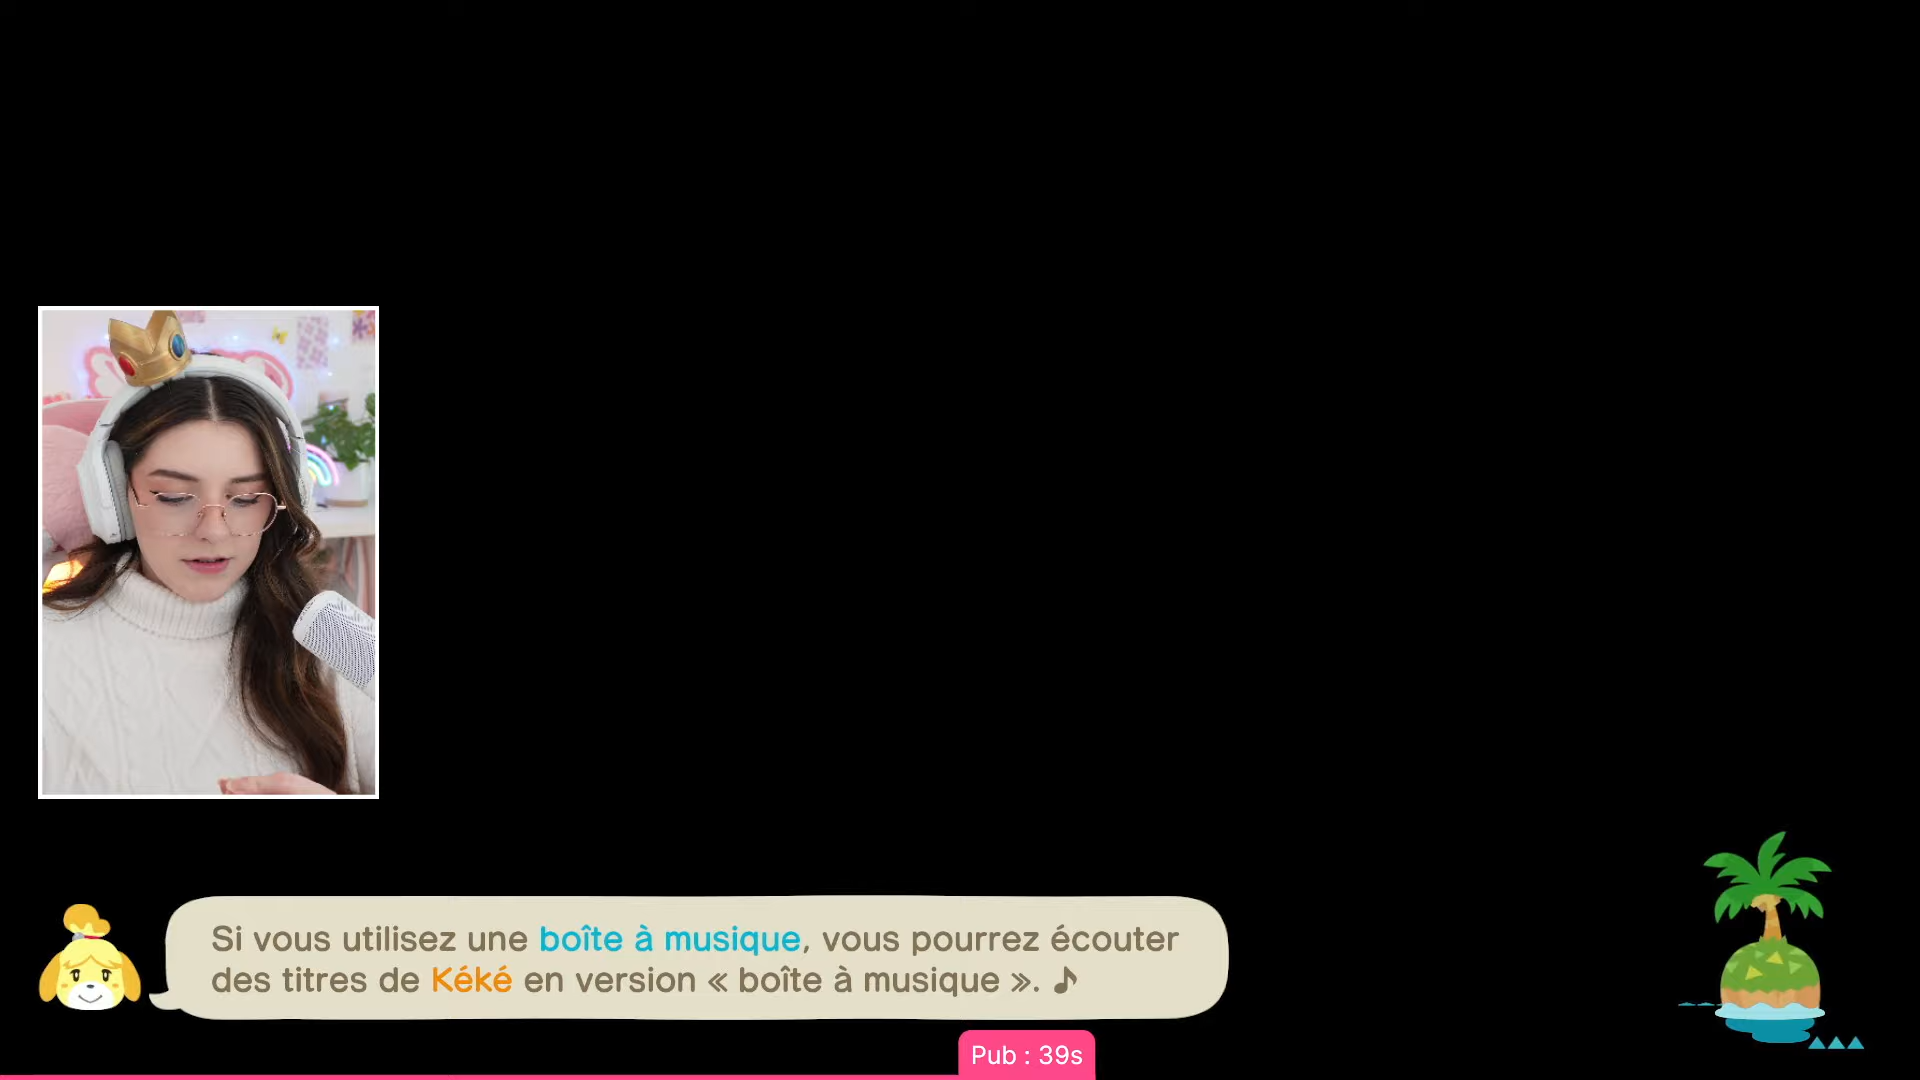 Si vous utilisez une boîte à musique, vous pourrez écouter
des titres de Kéké en version « boîte à musique ». ♪
Pub : 39s